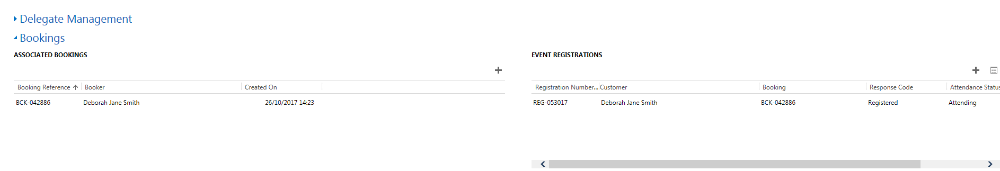 Delegate Management
Bookings
ASSOCIATED BOOKINGS
Booking Reference Booker Created On
BCK-042886 Deborah Jane Smith 26/10/2017 14:23
EVENT REGISTRATIONS
Registration Number... Customer Booking Response Code Attendance Status
REG-053017 Deborah Jane Smith BCK-042886 Registered Attending